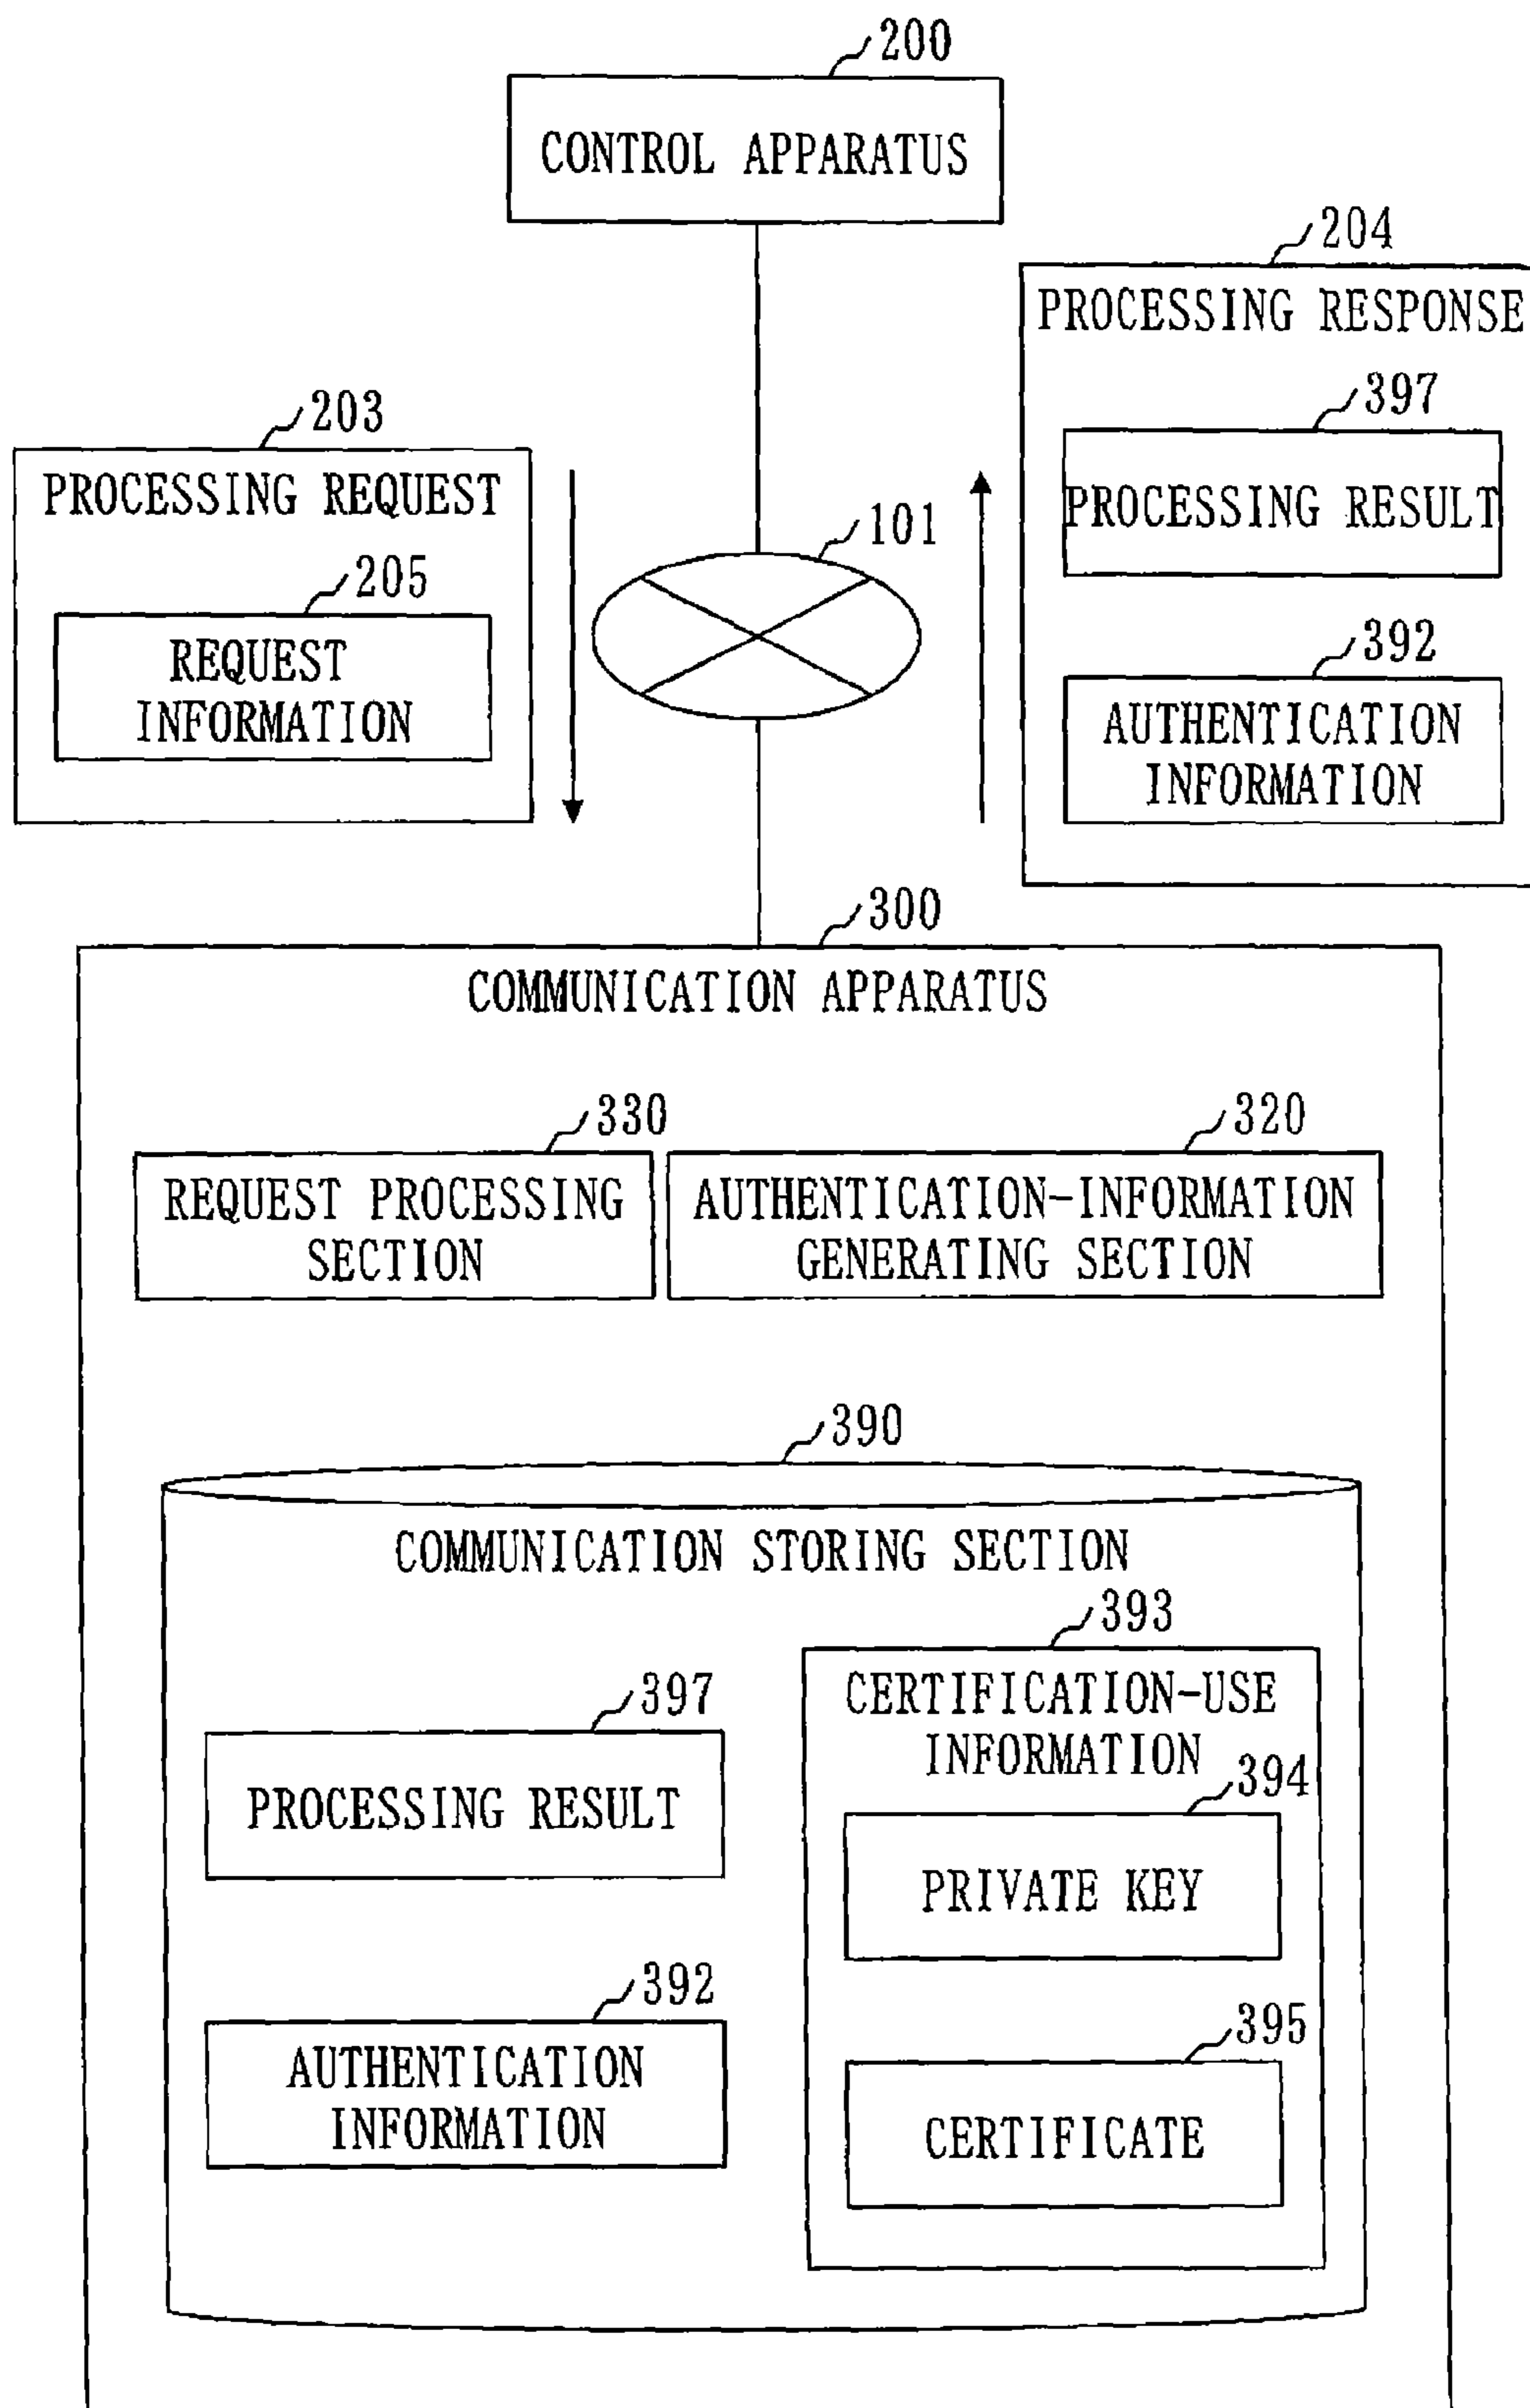 200
CONTROL APPARATUS
204
PROCESSING RESPONSE
397
PROCESSING RESULT
392
AUTHENTICATION
INFORMATION
203
PROCESSING REQUEST
205
REQUEST
INFORMATION
101
300
COMMUNICATION APPARATUS
330
REQUEST PROCESSING
SECTION
320
AUTHENTICATION-INFORMATION
GENERATING SECTION
390
COMMUNICATION STORING SECTION
397
PROCESSING RESULT
392
AUTHENTICATION
INFORMATION
393
CERTIFICATION-USE
INFORMATION
394
PRIVATE KEY
395
CERTIFICATE